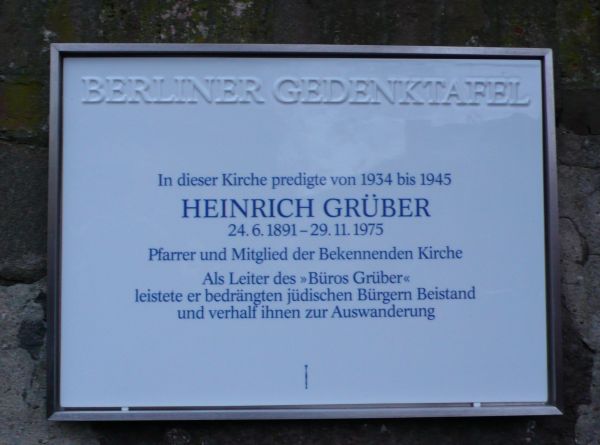 BERLINER GEDENKTAFEL
In dieser Kirche predigte von 1934 bis 1945
HEINRICH GRÜBER
24. 6. 1891 – 29. 11. 1975
Pfarrer und Mitglied der Bekennenden Kirche
Als Leiter des »Büros Grüber«
leistete er bedrängten jüdischen Bürgern Beistand
und verhalf ihnen zur Auswanderung